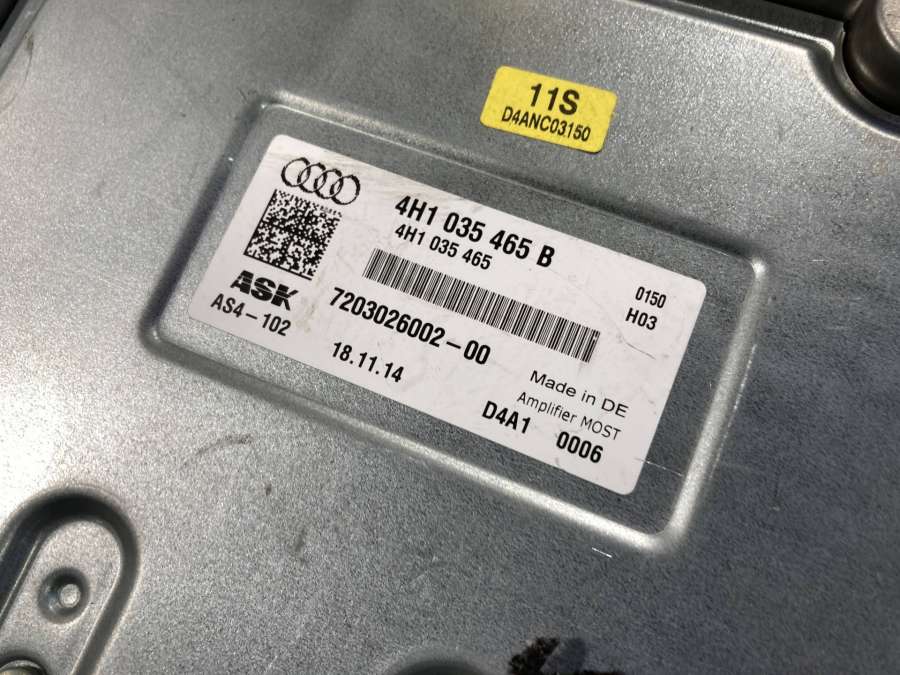 11S
D4ANC03150
4H1 035 465 B
4H1 035 465
0150
H03
ASK
AS4-102
7203026002-00
18.11.14
Made in DE
Amplifier MOST
D4A1 0006